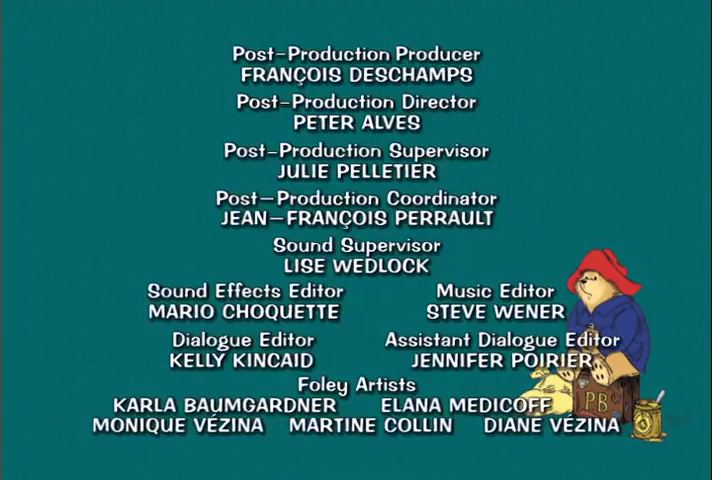 Post-Production Producer
FRANÇOIS DESCHAMPS
Post-Production Director
PETER ALVES
Post-Production Supervisor
JULIE PELLETIER
Post-Production Coordinator
JEAN-FRANÇOIS PERRAULT
Sound Supervisor
LISE WEDLOCK
Sound Effects Editor Music Editor
MARIO CHOQUETTE STEVE WENER
Dialogue Editor Assistant Dialogue Editor
KELLY KINCAID JENNIFER POIRIER
Foley Artists
KARLA BAUMGARDNER ELANA MEDICOFF
PB
MONIQUE VÉZINA MARTINE COLLIN DIANE VÉZINA